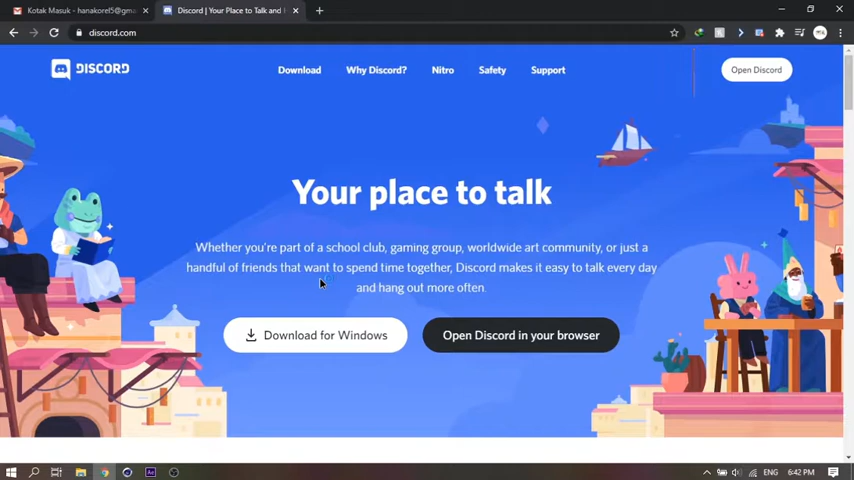 Kotak Masuk - hanakorel5@gm
Discord | Your Place to Talk and
discord.com
DISCORD
Download
Why Discord?
Nitro
Safety
Support
Open Discord
Your place to talk
Whether you're part of a school club, gaming group, worldwide art community, or just a
handful of friends that want to spend time together, Discord makes it easy to talk every day
and hang out more often.
Download for Windows
Open Discord in your browser
Ae
ENG
6:42 PM